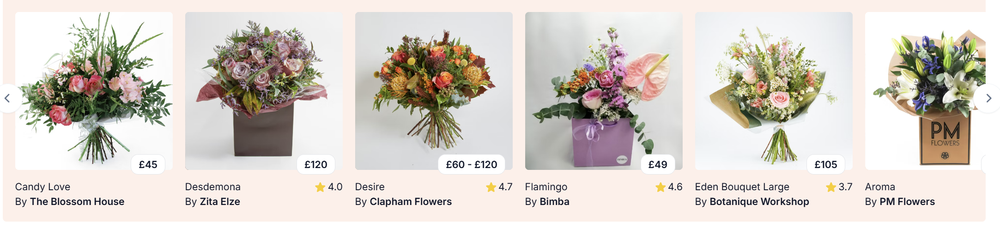 £45
Candy Love
By The Blossom House
£120
Desdemona
4.0
By Zita Elze
£60 - £120
Desire
4.7
By Clapham Flowers
BIMBA
£49
Flamingo
4.6
By Bimba
£105
Eden Bouquet Large
3.7
By Botanique Workshop
PM
FLOWERS
Aroma
By PM Flowers